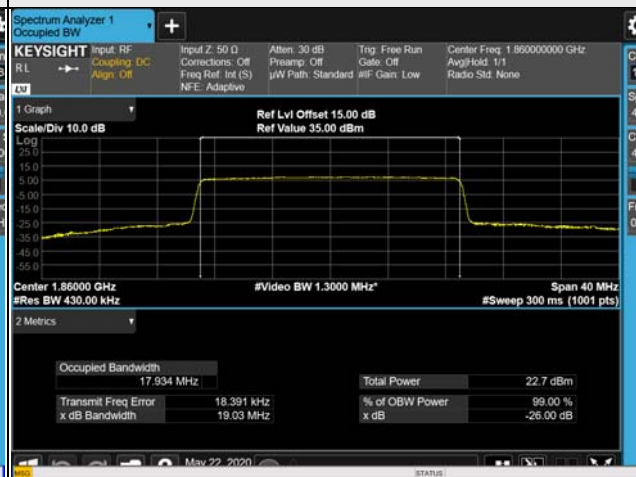 Spectrum Analyzer 1
Occupied BW
+
KEYSIGHT
RL
LXI
Input: RF
Coupling: DC
Align: Off
Input Z: 50 Ω
Corrections: Off
Freq Ref: Int (S)
NFE: Adaptive
Atten: 30 dB
Preamp: Off
µW Path: Standard
Trig: Free Run
Gate: Off
#IF Gain: Low
Center Freq: 1.860000000 GHz
Avg|Hold: 1/1
Radio Std: None
1 Graph
Scale/Div 10.0 dB
Ref Lvl Offset 15.00 dB
Ref Value 35.00 dBm
Log
25.0
15.0
5.00
-5.00
-15.0
-25.0
-35.0
-45.0
-55.0
Center 1.86000 GHz
#Video BW 1.3000 MHz*
Span 40 MHz
#Res BW 430.00 kHz
#Sweep 300 ms (1001 pts)
2 Metrics
Occupied Bandwidth
17.934 MHz
Total Power 22.7 dBm
Transmit Freq Error 18.391 kHz
% of OBW Power 99.00 %
x dB Bandwidth 19.03 MHz
x dB -26.00 dB
May 22, 2020
MSG
STATUS